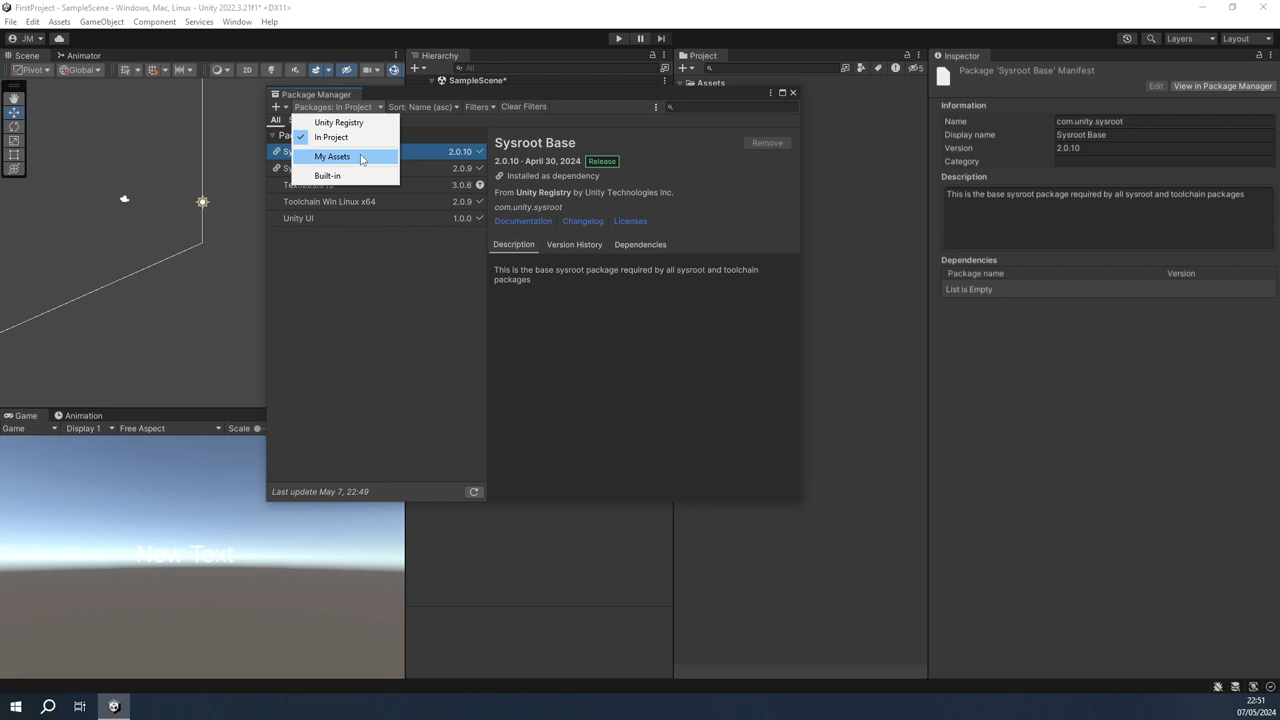 FirstProject - SampleScene - Windows, Mac, Linux - Unity 2022.3.21f1* <DX11>
File Edit Assets GameObject Component Services Window Help
JM Layers Layout
Scene Animator
Pivot Global 2D
Hierarchy
All
SampleScene*
Project
5
Assets
Inspector
Package 'Sysroot Base' Manifest
Edit View in Package Manager
Information
Name com.unity.sysroot
Display name Sysroot Base
Version 2.0.10
Category
Description
This is the base sysroot package required by all sysroot and toolchain packages
Dependencies
Package name Version
List is Empty
Package Manager
Packages: In Project Sort: Name (asc) Filters Clear Filters
All
Unity Registry
In Project
My Assets
Built-in
2.0.10
2.0.9
3.0.6
Toolchain Win Linux x64 2.0.9
Unity UI 1.0.0
Last update May 7, 22:49
Sysroot Base Remove
2.0.10 · April 30, 2024 Release
Installed as dependency
From Unity Registry by Unity Technologies Inc.
com.unity.sysroot
Documentation Changelog Licenses
Description Version History Dependencies
This is the base sysroot package required by all sysroot and toolchain
packages
Game Animation
Game Display 1 Free Aspect Scale
New Text
22:51
07/05/2024